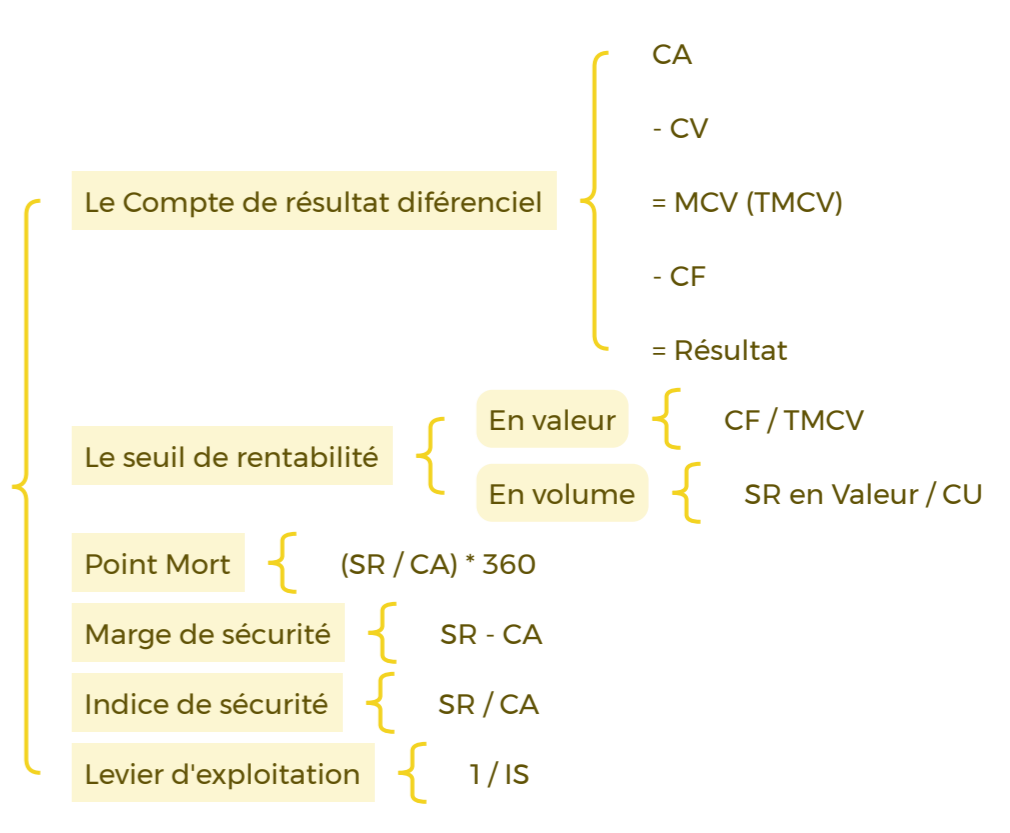 Le Compte de résultat diférenciel
CA
- CV
= MCV (TMCV)
- CF
= Résultat
Le seuil de rentabilité
En valeur
CF / TMCV
En volume
SR en Valeur / CU
Point Mort
(SR / CA) * 360
Marge de sécurité
SR - CA
Indice de sécurité
SR / CA
Levier d'exploitation
1 / IS